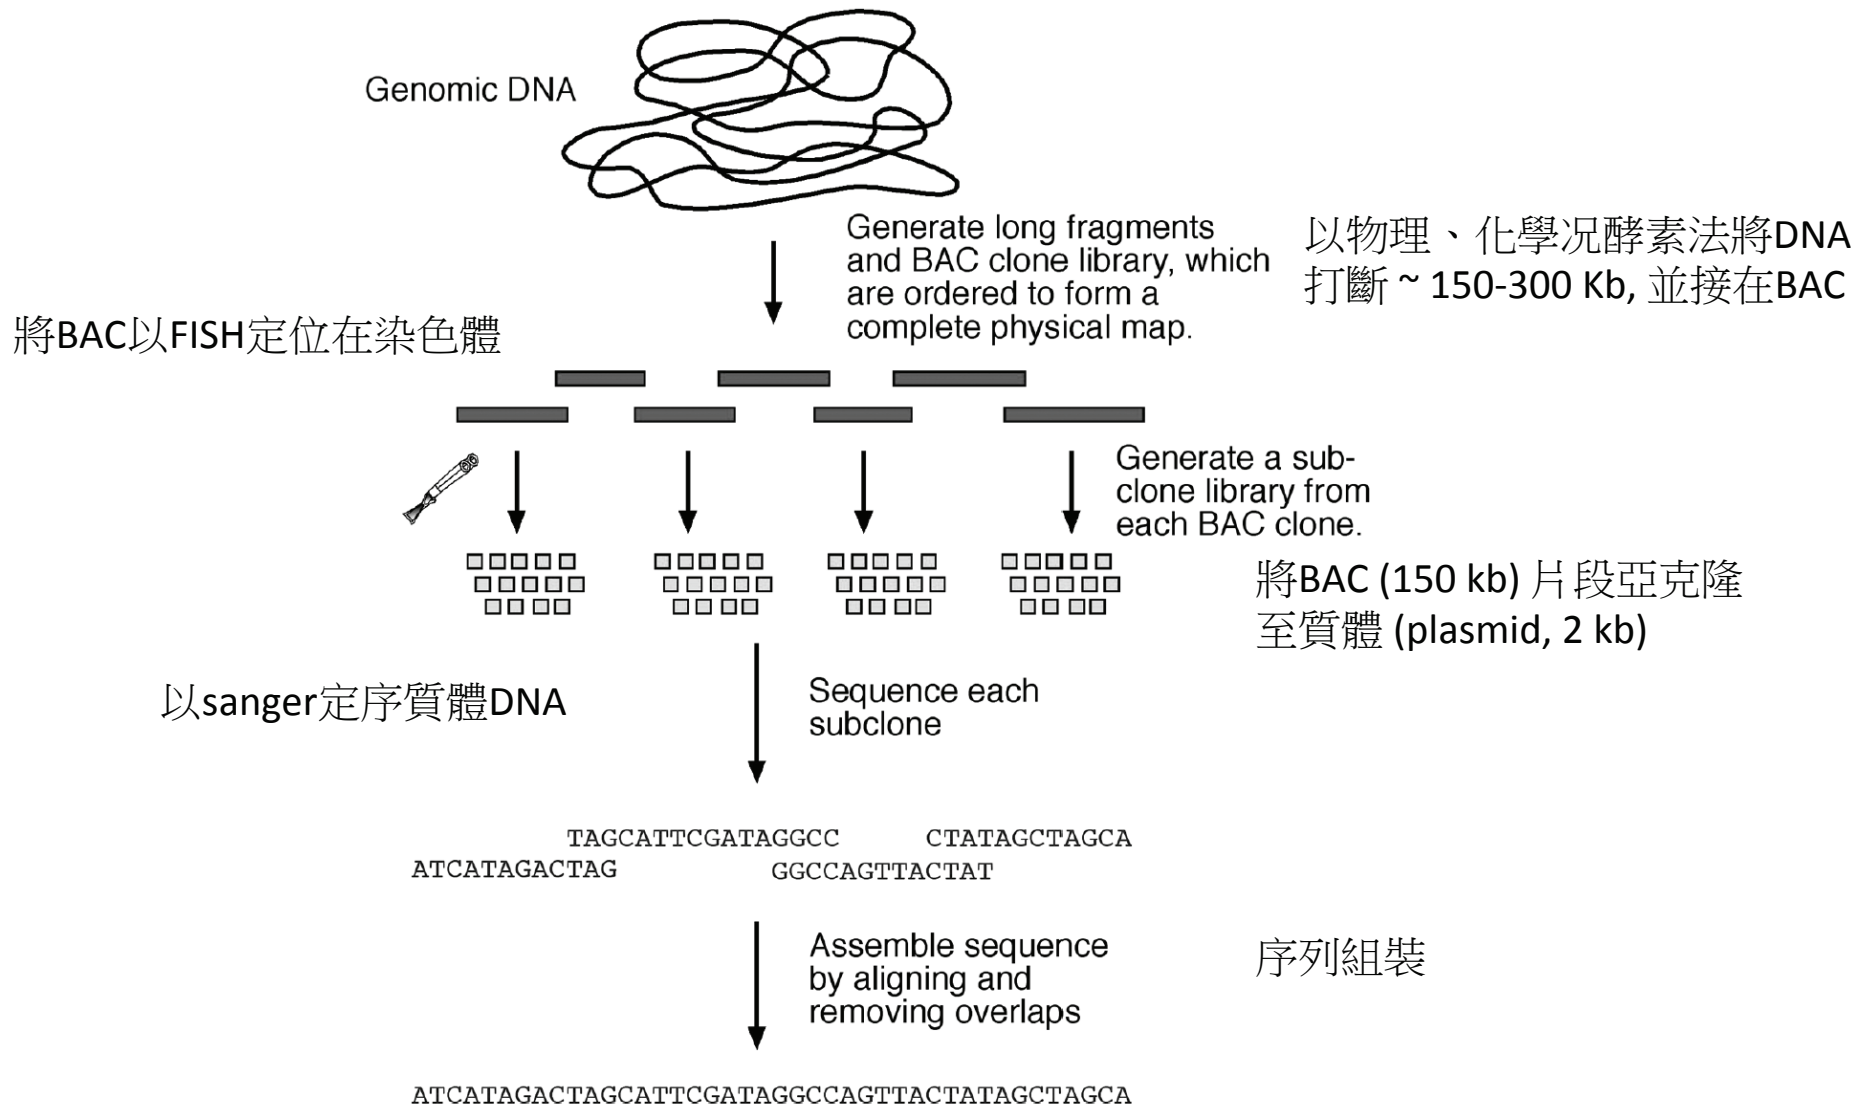 Genomic DNA
Generate long fragments
and BAC clone library, which
are ordered to form a
complete physical map.
以物理、化學况酵素法將DNA
打斷 ~ 150-300 Kb, 並接在BAC
將BAC以FISH定位在染色體
Generate a sub-
clone library from
each BAC clone.
將BAC (150 kb) 片段亞克隆
至質體 (plasmid, 2 kb)
以sanger定序質體DNA
Sequence each
subclone
TAGCATTCGATAGGCC CTATAGCTAGCA
ATCATAGACTAG GGCCAGTTACTAT
Assemble sequence
by aligning and
removing overlaps
序列組裝
ATCATAGACTAGCATTCGATAGGCCAGTTACTATAGCTAGCA